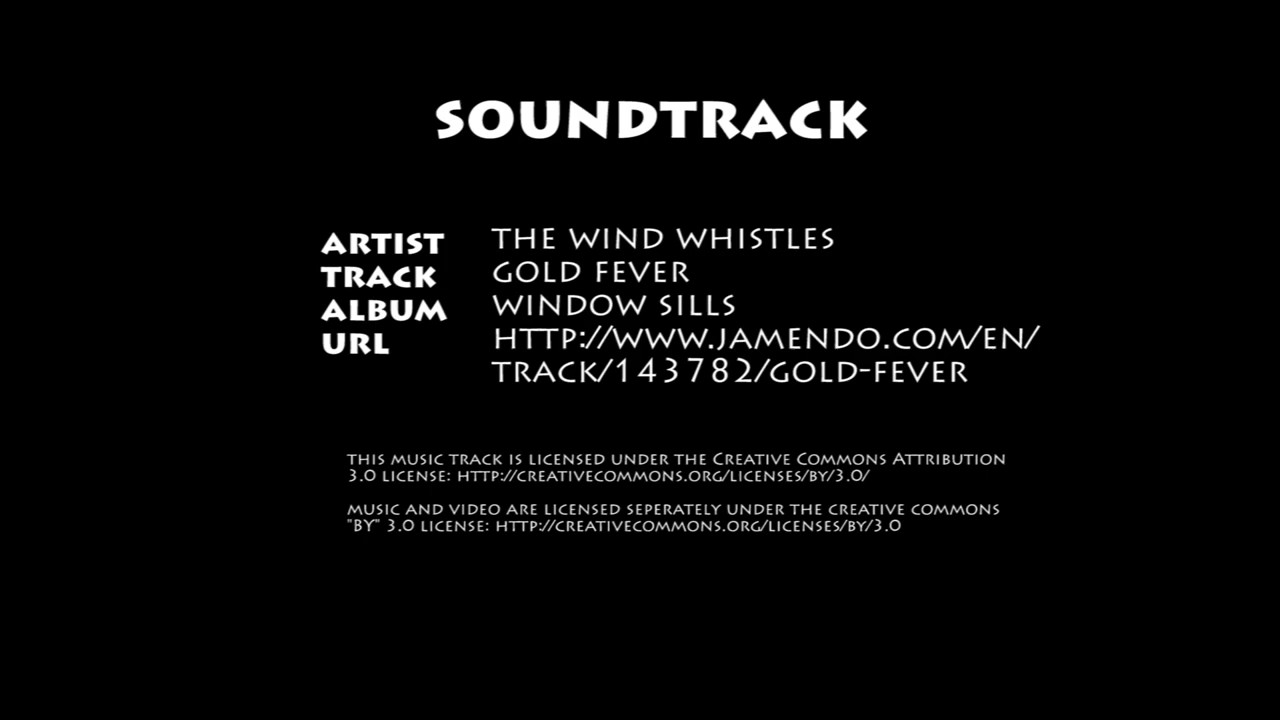 SOUNDTRACK
ARTIST THE WIND WHISTLES
TRACK GOLD FEVER
ALBUM WINDOW SILLS
URL HTTP://WWW.JAMENDO.COM/EN/
TRACK/143782/GOLD-FEVER
THIS MUSIC TRACK IS LICENSED UNDER THE CREATIVE COMMONS ATTRIBUTION
3.0 LICENSE: HTTP://CREATIVECOMMONS.ORG/LICENSES/BY/3.0/
MUSIC AND VIDEO ARE LICENSED SEPERATELY UNDER THE CREATIVE COMMONS
"BY" 3.0 LICENSE: HTTP://CREATIVECOMMONS.ORG/LICENSES/BY/3.0